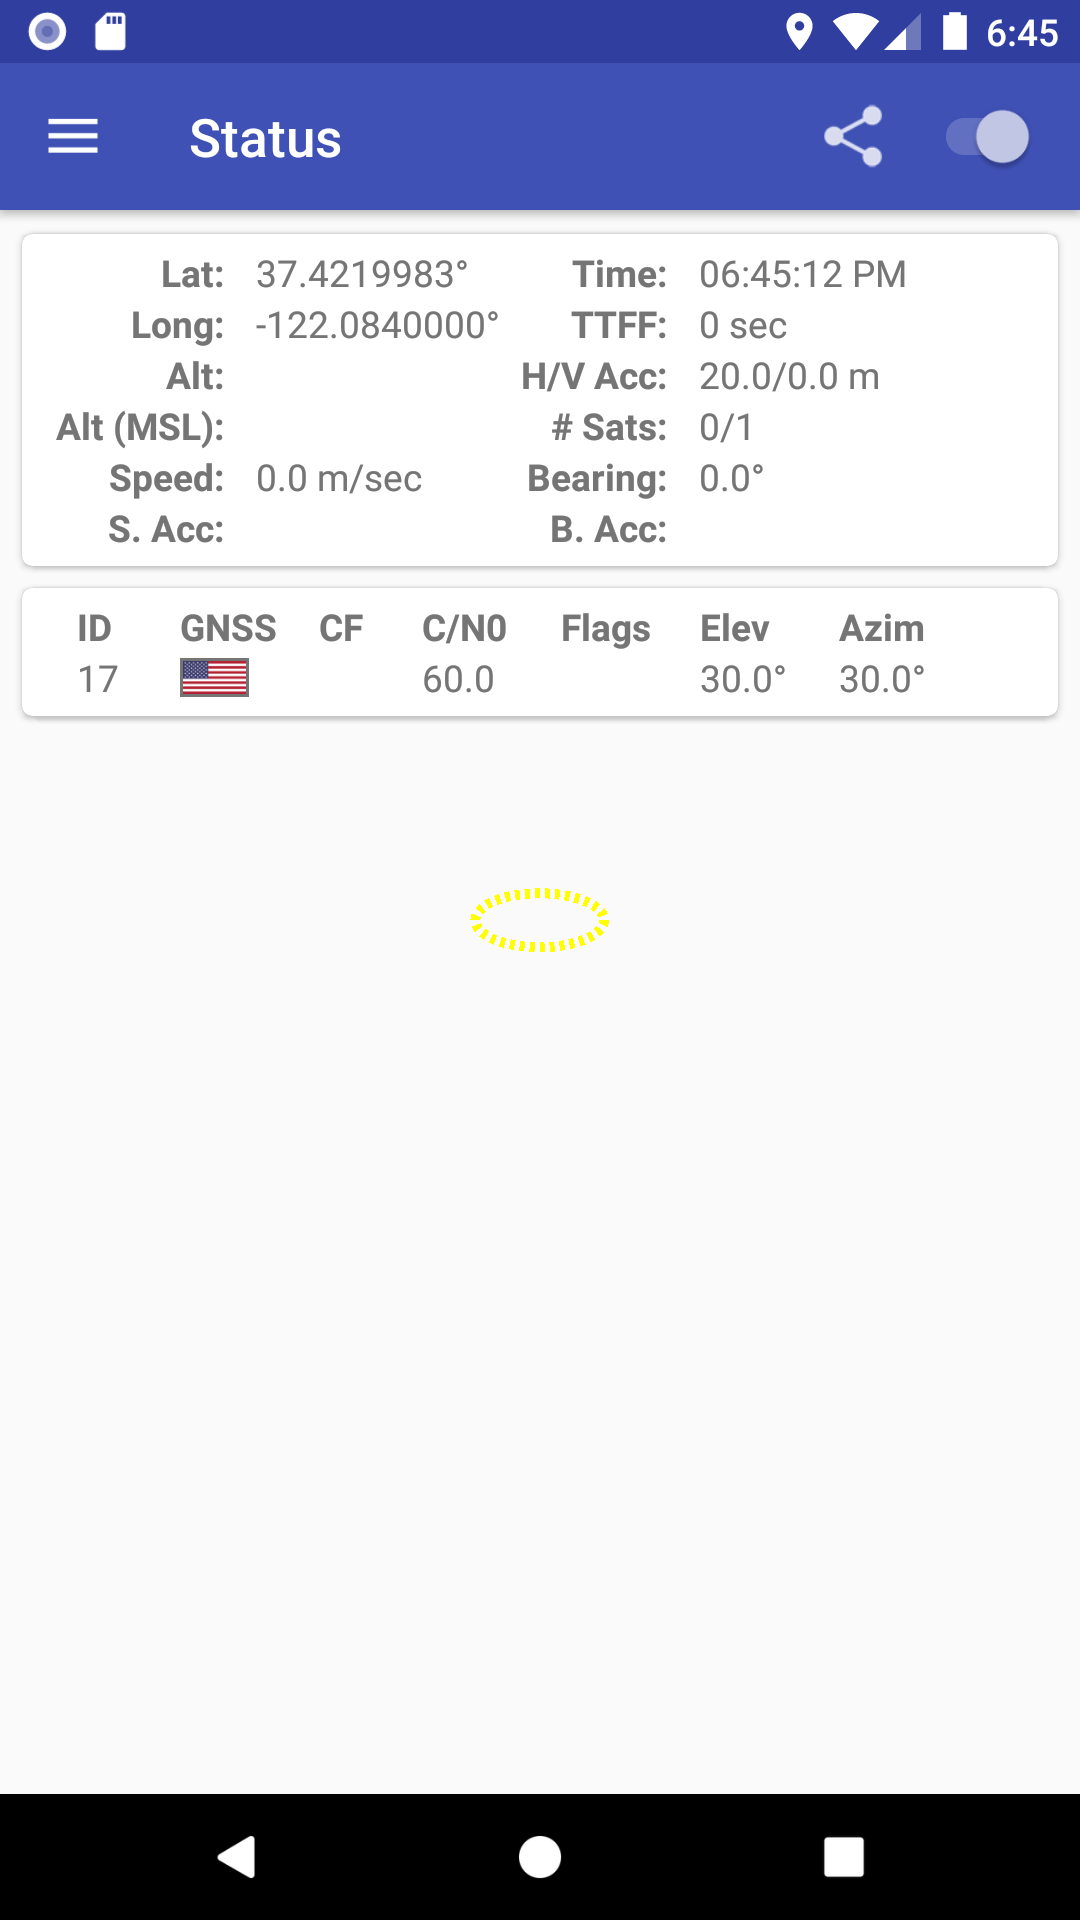 6:45
Status
Lat: 37.4219983° Time: 06:45:12 PM
Long: -122.0840000° TTFF: 0 sec
Alt: H/V Acc: 20.0/0.0 m
Alt (MSL): # Sats: 0/1
Speed: 0.0 m/sec Bearing: 0.0°
S. Acc: B. Acc:
ID GNSS CF C/N0 Flags Elev Azim
17 60.0 30.0° 30.0°